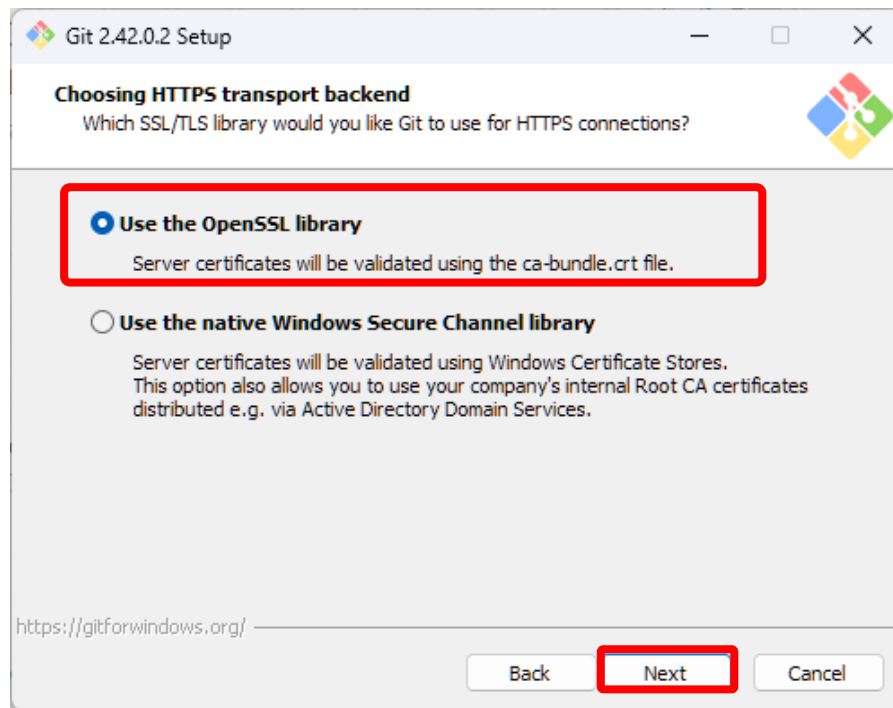 Git 2.42.0.2 Setup
Choosing HTTPS transport backend
Which SSL/TLS library would you like Git to use for HTTPS connections?
Use the OpenSSL library
Server certificates will be validated using the ca-bundle.crt file.
Use the native Windows Secure Channel library
Server certificates will be validated using Windows Certificate Stores.
This option also allows you to use your company's internal Root CA certificates
distributed e.g. via Active Directory Domain Services.
https://gitforwindows.org/
Back Next Cancel